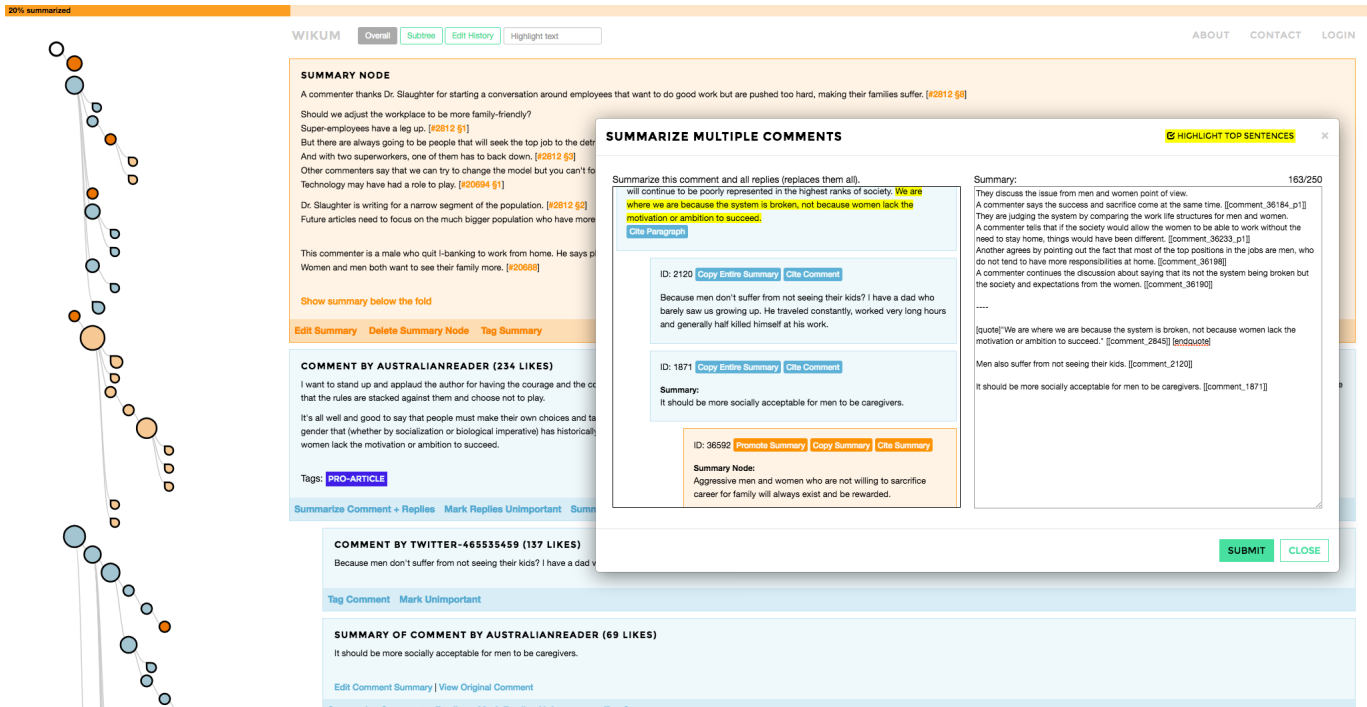 20% summarized
WIKUM Overall Subtree Edit History Highlight text ABOUT CONTACT LOGIN
SUMMARY NODE
A commenter thanks Dr. Slaughter for starting a conversation around employees that want to do good work but are pushed too hard, making their families suffer. [#2812 §8]
Should we adjust the workplace to be more family-friendly?
Super-employees have a leg up. [#2812 §1]
But there are always going to be people that will seek the top job to the detr
And with two superworkers, one of them has to back down. [#2812 §3]
Other commenters say that we can try to change the model but you can't fo
Technology may have had a role to play. [#20694 §1]
Dr. Slaughter is writing for a narrow segment of the population. [#2812 §2]
Future articles need to focus on the much bigger population who have more
This commenter is a male who quit I-banking to work from home. He says pl
Women and men both want to see their family more. [#20688]
Show summary below the fold
Edit Summary Delete Summary Node Tag Summary
COMMENT BY AUSTRALIANREADER (234 LIKES)
I want to stand up and applaud the author for having the courage and the co
that the rules are stacked against them and choose not to play.
It's all well and good to say that people must make their own choices and ta
gender that (whether by socialization or biological imperative) has historically
women lack the motivation or ambition to succeed.
Tags: PRO-ARTICLE
Summarize Comment + Replies Mark Replies Unimportant Summ
COMMENT BY TWITTER-465535459 (137 LIKES)
Because men don't suffer from not seeing their kids? I have a dad w
Tag Comment Mark Unimportant
SUMMARY OF COMMENT BY AUSTRALIANREADER (69 LIKES)
It should be more socially acceptable for men to be caregivers.
Edit Comment Summary | View Original Comment
SUMMARIZE MULTIPLE COMMENTS
HIGHLIGHT TOP SENTENCES ×
Summarize this comment and all replies (replaces them all).
will continue to be poorly represented in the highest ranks of society. We are
where we are because the system is broken, not because women lack the
motivation or ambition to succeed.
Cite Paragraph
ID: 2120 Copy Entire Summary Cite Comment
Because men don't suffer from not seeing their kids? I have a dad who
barely saw us growing up. He traveled constantly, worked very long hours
and generally half killed himself at his work.
ID: 1871 Copy Entire Summary Cite Comment
Summary:
It should be more socially acceptable for men to be caregivers.
ID: 36592 Promote Summary Copy Summary Cite Summary
Summary Node:
Aggressive men and women who are not willing to sarcrifice
career for family will always exist and be rewarded.
Summary: 163/250
They discuss the issue from men and women point of view.
A commenter says the success and sacrifice come at the same time. [[comment_36184_p1]]
They are judging the system by comparing the work life structures for men and women.
A commenter tells that if the society would allow the women to be able to work without the
need to stay home, things would have been different. [[comment_36233_p1]]
Another agrees by pointing out the fact that most of the top positions in the jobs are men, who
do not tend to have more responsibilities at home. [[comment_36198]]
A commenter continues the discussion about saying that its not the system being broken but
the society and expectations from the women. [[comment_36190]]
----
[quote]"We are where we are because the system is broken, not because women lack the
motivation or ambition to succeed." [[comment_2845]] [endquote]
Men also suffer from not seeing their kids. [[comment_2120]]
It should be more socially acceptable for men to be caregivers. [[comment_1871]]
SUBMIT CLOSE